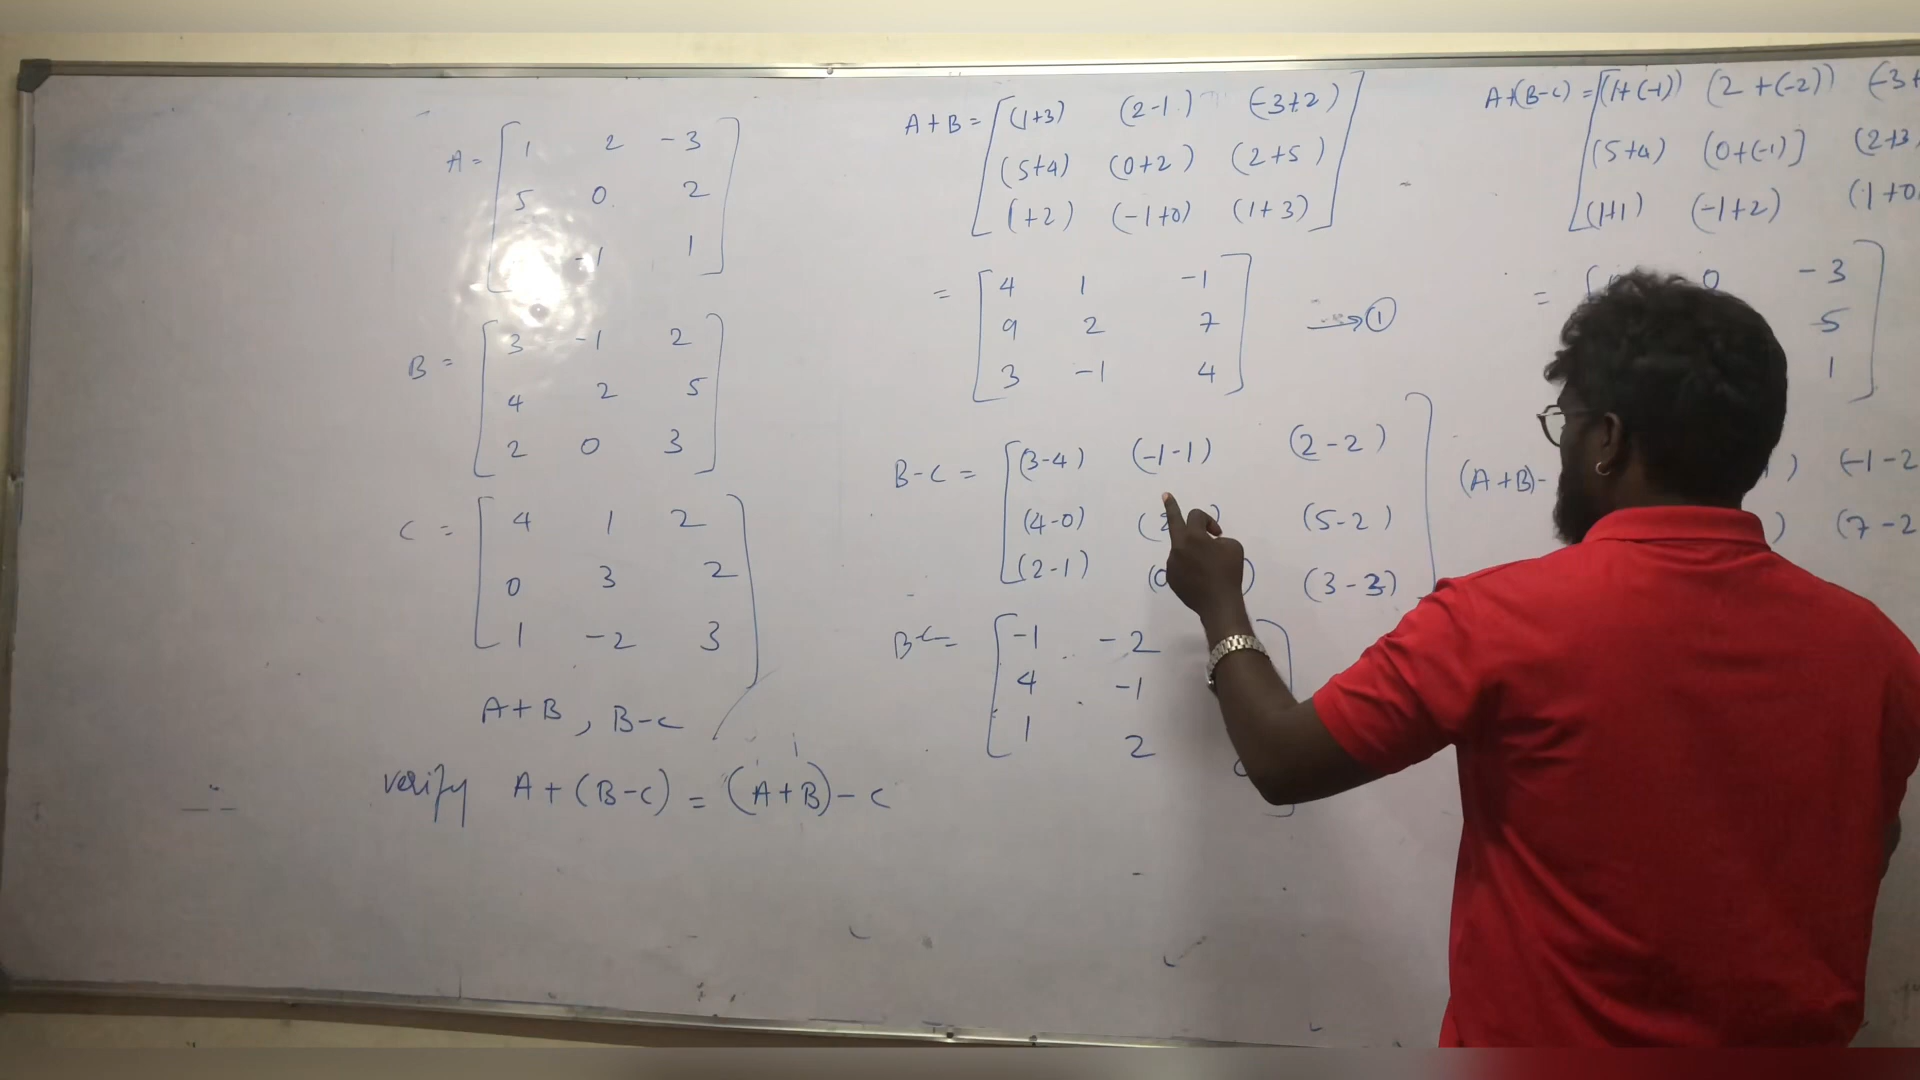 A = [ 1 2 -3
5 0 2
-1 1 ]
B = [ 3 -1 2
4 2 5
2 0 3 ]
C = [ 4 1 2
0 3 2
1 -2 3 ]
A+B , B-C
verify A+(B-C) = (A+B)-C
A+B = [ (1+3) (2-1) (-3+2)
(5+4) (0+2) (2+5)
(1+2) (-1+0) (1+3) ]
= [ 4 1 -1
9 2 7
3 -1 4 ] → ①
B-C = [ (3-4) (-1-1) (2-2)
(4-0) (5-2)
(2-1) (3-3) ]
B-C = [ -1 -2
4 -1
1 2 ]
A+(B-C) = [ (1+(-1)) (2+(-2)) (-3+
(5+4) (0+(-1)] (2+3)
(1+1) (-1+2) (1+0)
= [ 0 -3
5
1 ]
(A+B)- ) (-1-2
) (7-2